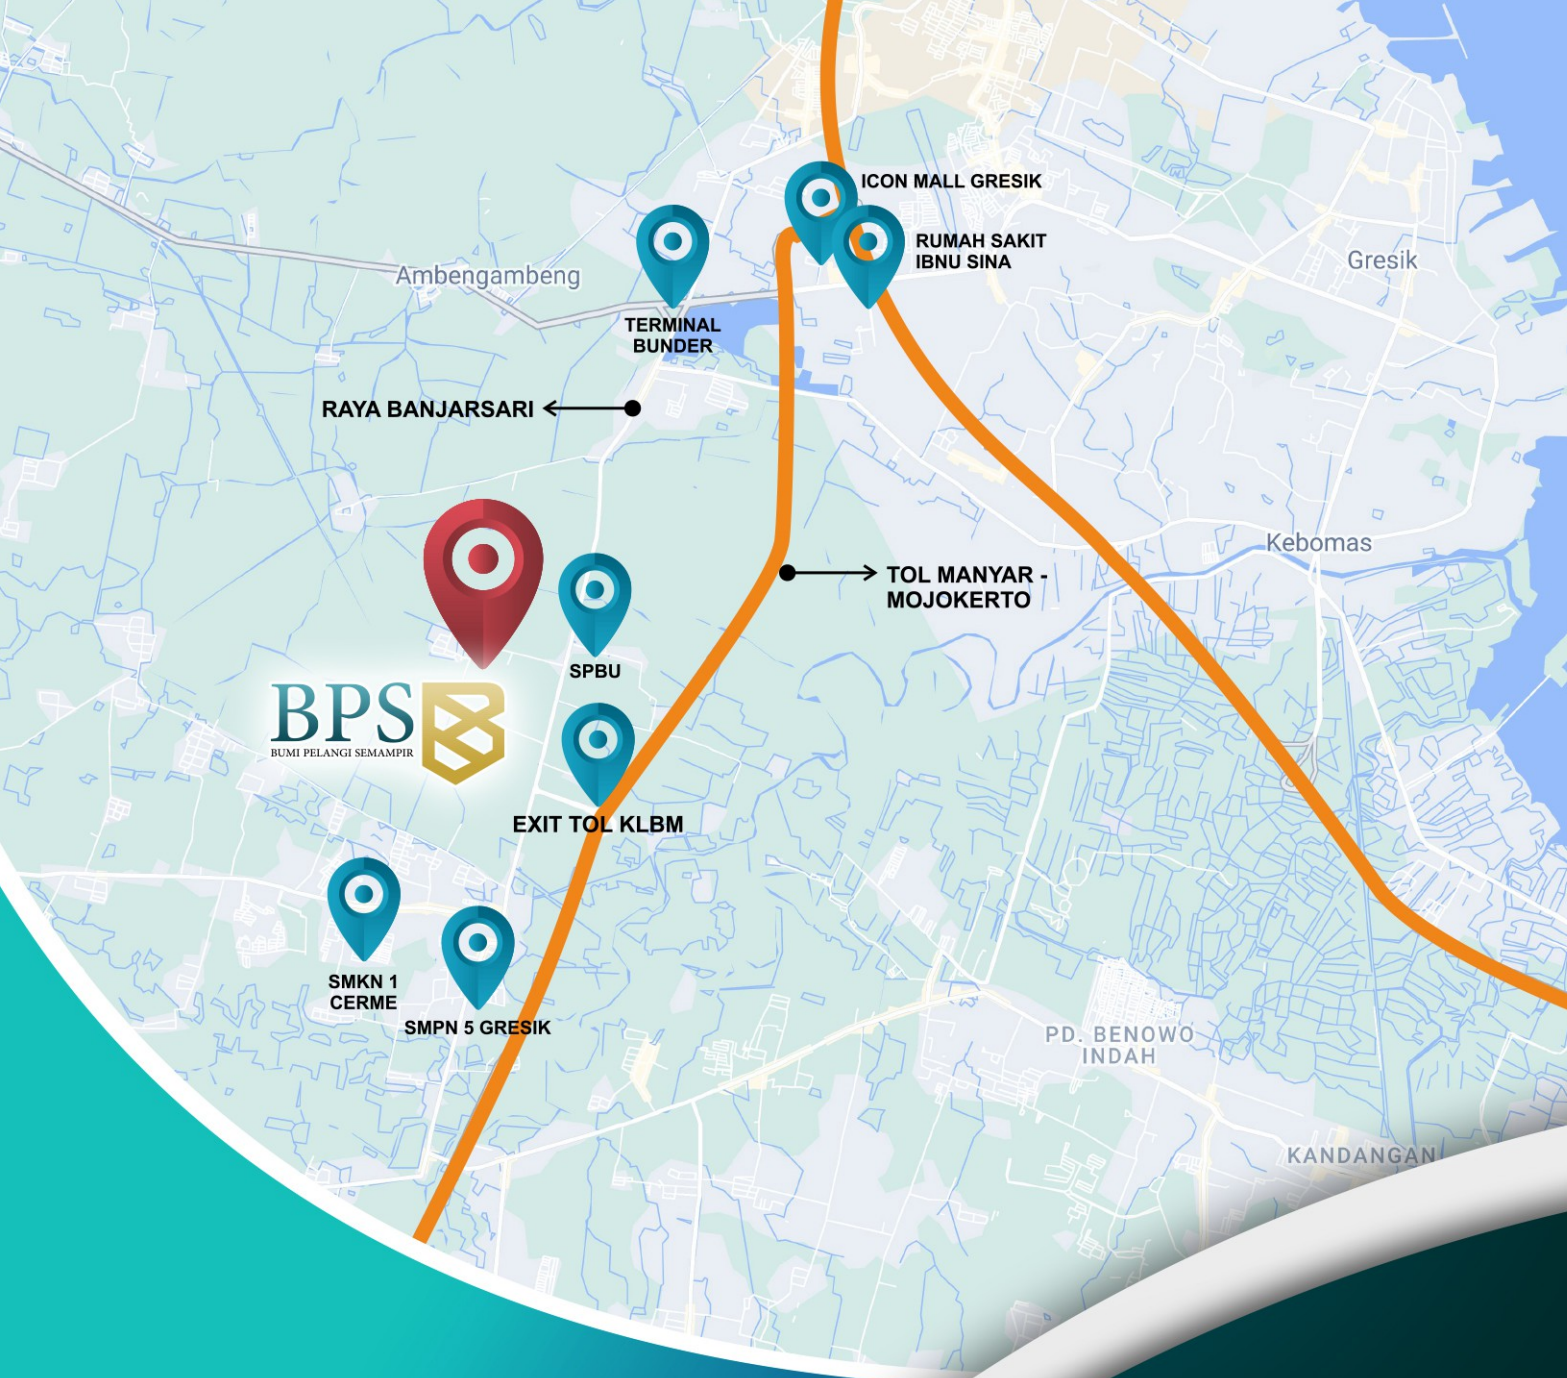 ICON MALL GRESIK
RUMAH SAKIT
IBNU SINA
Gresik
Ambengambeng
TERMINAL
BUNDER
RAYA BANJARSARI
Kebomas
TOL MANYAR -
MOJOKERTO
SPBU
BPS
BUMI PELANGI SEMAMPIR
EXIT TOL KLBM
SMKN 1
CERME
SMPN 5 GRESIK
PD. BENOWO
INDAH
KANDANGAN